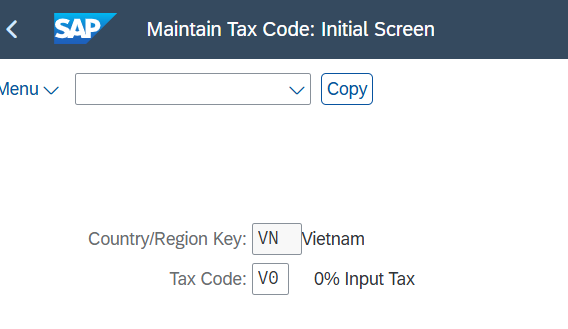 SAP Maintain Tax Code: Initial Screen
Menu Copy
Country/Region Key: VN Vietnam
Tax Code: V0 0% Input Tax